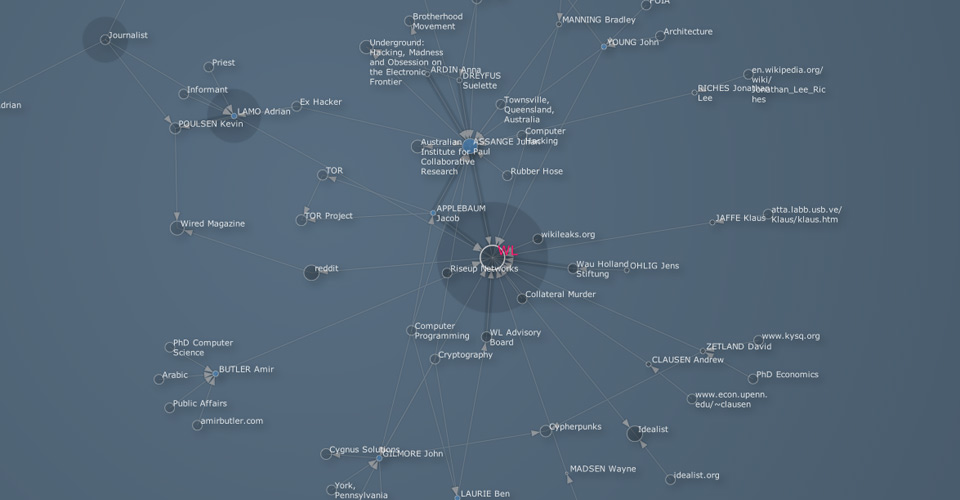 FOIA
MANNING Bradley
Brotherhood
Movement
Architecture
YOUNG John
Journalist
Underground:
Hacking, Madness
and Obsession on
the Electronic
Frontier
Priest
ARDIN Anna
DREYFUS
Suelette
en.wikipedia.org/
wiki/
Jonathan_Lee_Ric
hes
RICHES Jonathan
Lee
Informant
Ex Hacker
drian
LAMO Adrian
Townsville,
Queensland,
Australia
POULSEN Kevin
Computer
Hacking
Australian
Institute for
Collaborative
Research
ASSANGE Julian
Paul
TOR
Rubber Hose
APPLEBAUM
Jacob
TOR Project
Wired Magazine
atta.labb.usb.ve/
Klaus/klaus.htm
JAFFE Klaus
wikileaks.org
WL
reddit
Riseup Networks
Wau Holland
Stiftung
OHLIG Jens
Collateral Murder
Computer
Programming
WL Advisory
Board
PhD Computer
Science
Cryptography
www.kysq.org
ZETLAND David
CLAUSEN Andrew
BUTLER Amir
Arabic
PhD Economics
www.econ.upenn.
edu/~clausen
Public Affairs
amirbutler.com
Cypherpunks
Idealist
Cygnus Solutions
GILMORE John
MADSEN Wayne
idealist.org
York,
Pennsylvania
LAURIE Ben